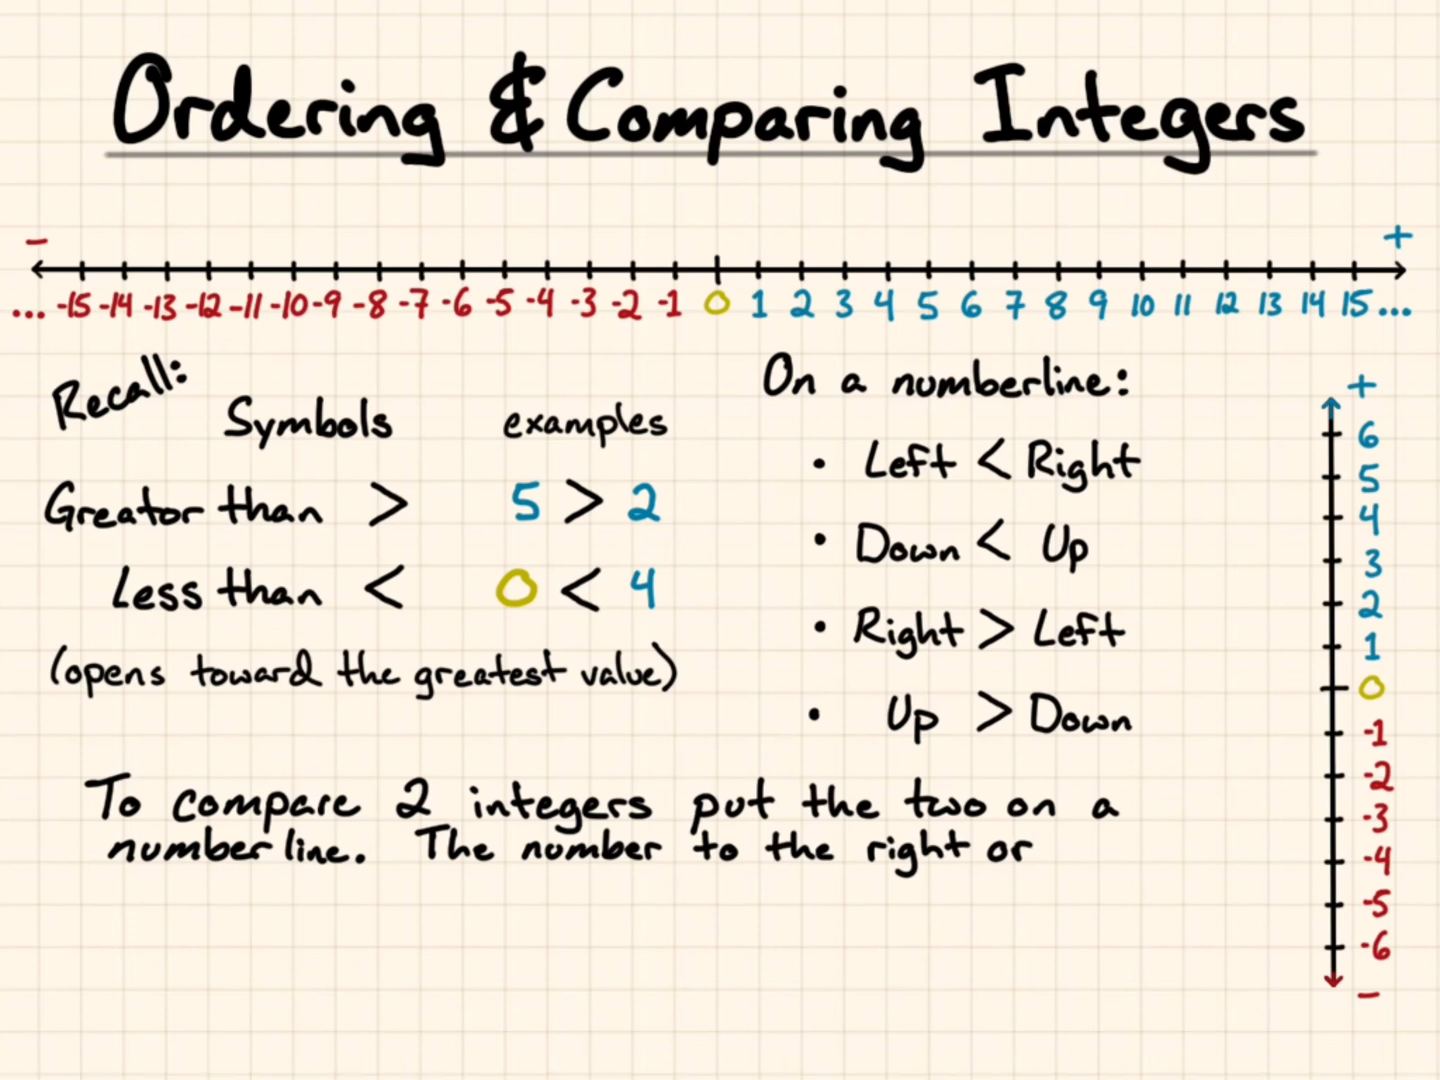 Ordering & Comparing Integers
- +
... -15 -14 -13 -12 -11 -10 -9 -8 -7 -6 -5 -4 -3 -2 -1 0 1 2 3 4 5 6 7 8 9 10 11 12 13 14 15 ...
Recall:
Symbols examples
Greator than > 5 > 2
Less than < 0 < 4
(opens toward the greatest value)
On a numberline:
• Left < Right
• Down < Up
• Right > Left
• Up > Down
+
6
5
4
3
2
1
0
-1
-2
-3
-4
-5
-6
-
To compare 2 integers put the two on a
number line. The number to the right or